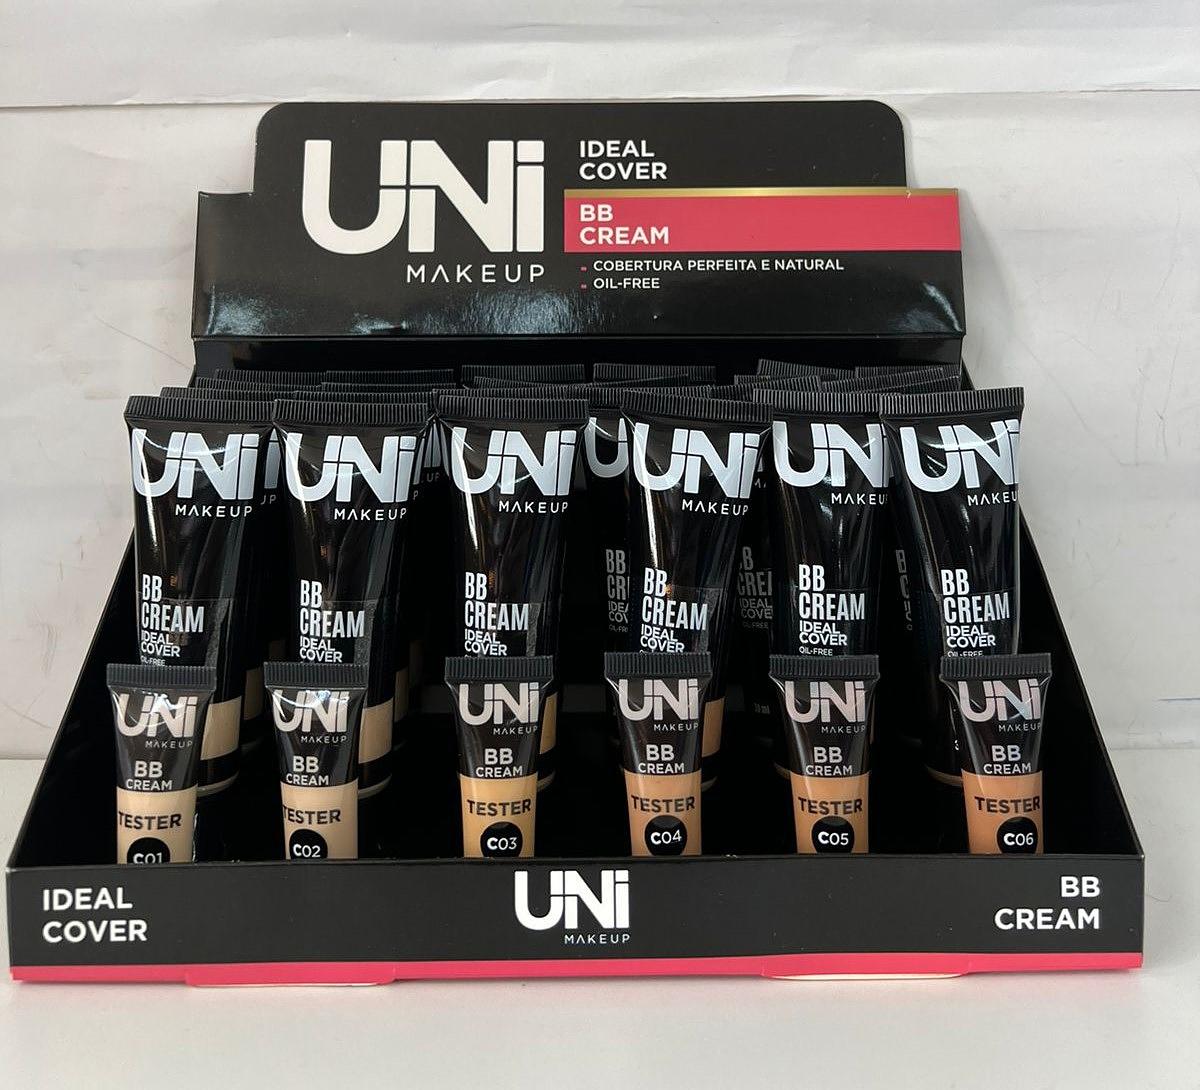 UNi
MAKEUP
IDEAL
COVER
BB
CREAM
- COBERTURA PERFEITA E NATURAL
- OIL-FREE
UNi
MAKEUP
BB
CREAM
IDEAL
COVER
OIL-FREE
UNi
MAKEUP
BB
CREAM
IDEAL
COVER
UNi
MAKEUP
BB
CREAM
IDEAL
COVER
UNi
MAKEUP
BB
CREAM
IDEAL
COVER
UNi
MAKEU
BB
CREAM
IDEAL
COVER
OIL-FREE
UNi
MAKEU
BB
CREAM
IDEAL
COVER
OIL-FREE
UNi
MAKEUP
BB
CREAM
TESTER
C01
UNi
MAKEUP
BB
CREAM
TESTER
C02
UNi
MAKEUP
BB
CREAM
TESTER
C03
UNi
MAKEUP
BB
CREAM
TESTER
C04
UNi
MAKEUP
BB
CREAM
TESTER
C05
UNi
MAKEUP
BB
CREAM
TESTER
C06
IDEAL
COVER
UNi
MAKEUP
BB
CREAM